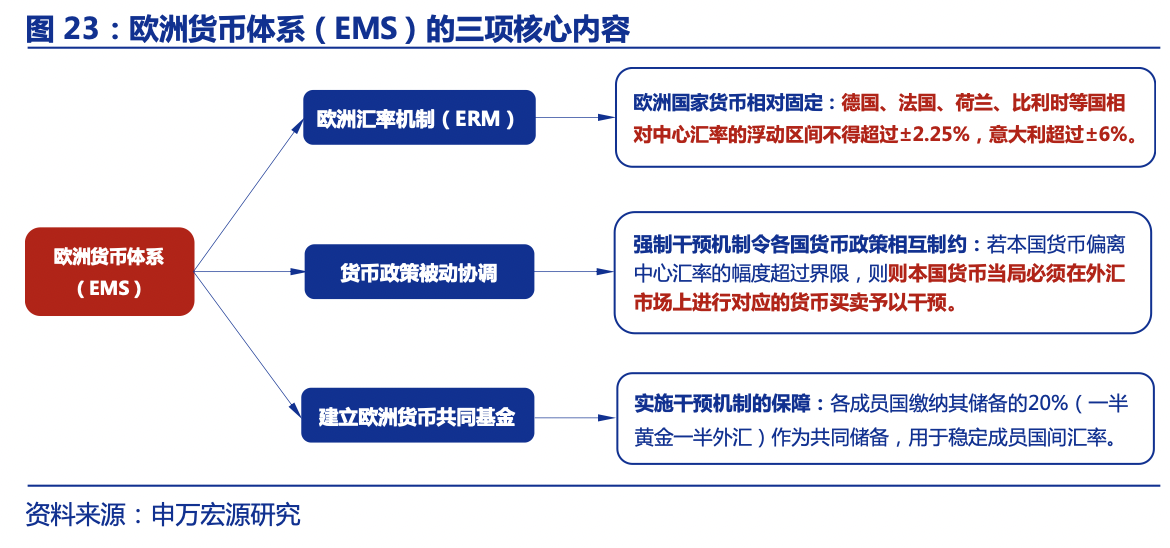 图 23：欧洲货币体系（EMS）的三项核心内容
欧洲货币体系
（EMS）
欧洲汇率机制（ERM）
欧洲国家货币相对固定：德国、法国、荷兰、比利时等国相
对中心汇率的浮动区间不得超过±2.25%，意大利超过±6%。
货币政策被动协调
强制干预机制令各国货币政策相互制约：若本国货币偏离
中心汇率的幅度超过界限，则则本国货币当局必须在外汇
市场上进行对应的货币买卖予以干预。
建立欧洲货币共同基金
实施干预机制的保障：各成员国缴纳其储备的20%（一半
黄金一半外汇）作为共同储备，用于稳定成员国间汇率。
资料来源：申万宏源研究